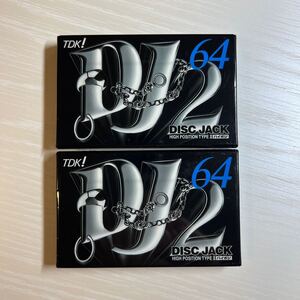 TDK!
DJ2
64
DISC JACK
HIGH POSITION TYPE
TDK!
DJ2
64
DISC JACK
HIGH POSITION TYPE